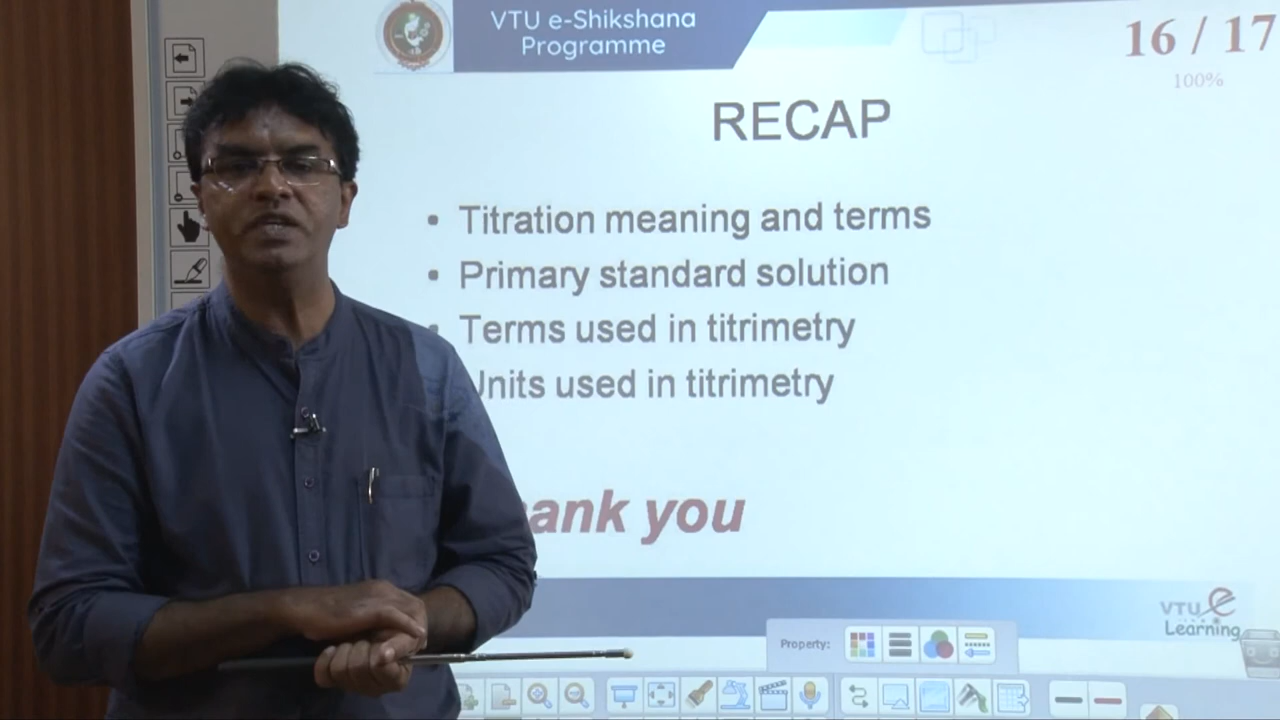 VTU e-Shikshana
Programme
16 / 17
100%
RECAP
• Titration meaning and terms
• Primary standard solution
• Terms used in titrimetry
Units used in titrimetry
ank you
VTU e
Learning
Property: